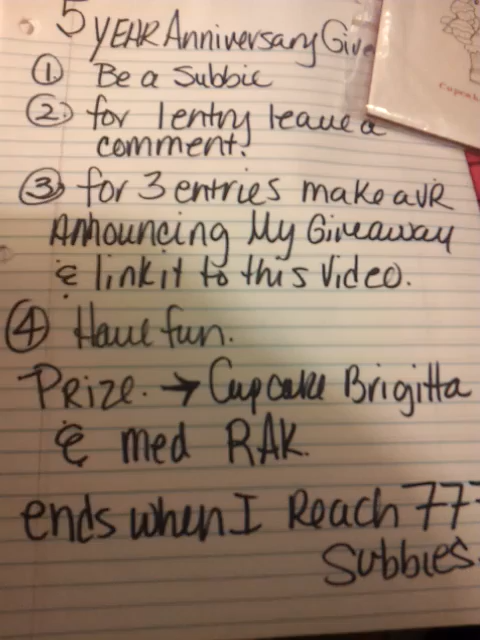 5 YEAR Anniversary Give
① Be a Subbie
② for 1 entry leave a
comment.
③ for 3 entries make a VR
Announcing My Giveaway
& link it to this Video.
④ Have fun.
Prize. → Cupcake Brigitta
& med RAK.
ends when I Reach 777
Subbies.